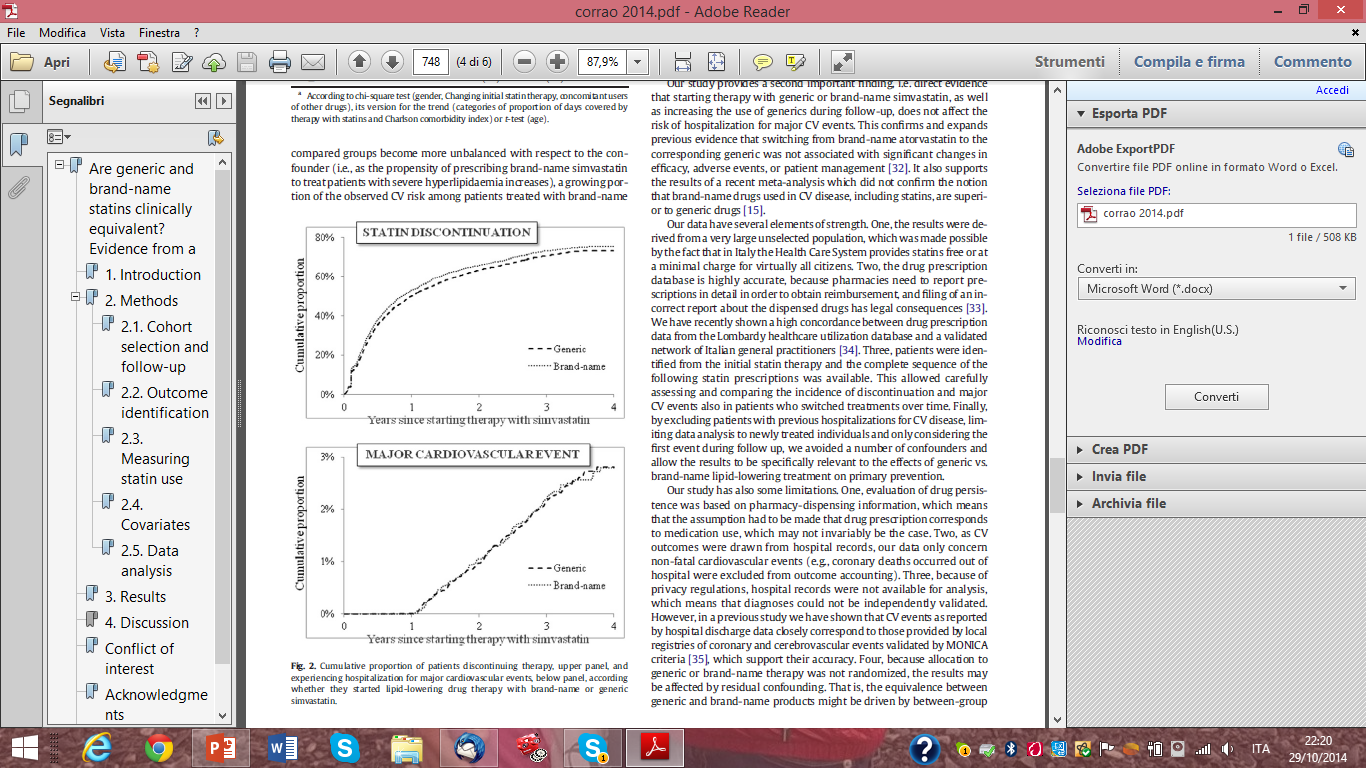 corrao 2014.pdf - Adobe Reader
File Modifica Vista Finestra ?
Apri
748 (4 di 6)
87,9%
Strumenti
Compila e firma
Commento
Segnalibri
Are generic and
brand-name
statins clinically
equivalent?
Evidence from a
1. Introduction
2. Methods
2.1. Cohort
selection and
follow-up
2.2. Outcome
identification
2.3.
Measuring
statin use
2.4.
Covariates
2.5. Data
analysis
3. Results
4. Discussion
Conflict of
interest
Acknowledgme
nts
a According to chi-square test (gender, Changing initial statin therapy, concomitant users
of other drugs), its version for the trend (categories of proportion of days covered by
therapy with statins and Charlson comorbidity index) or t-test (age).
compared groups become more unbalanced with respect to the con-
founder (i.e., as the propensity of prescribing brand-name simvastatin
to treat patients with severe hyperlipidaemia increases), a growing por-
tion of the observed CV risk among patients treated with brand-name
STATIN DISCONTINUATION
Cumulative proportion
80%
60%
40%
20%
0%
Generic
Brand-name
0 1 2 3 4
Years since starting therapy with simvastatin
MAJOR CARDIOVASCULAR EVENT
Cumulative proportion
3%
2%
1%
0%
Generic
Brand-name
0 1 2 3 4
Years since starting therapy with simvastatin
Fig. 2. Cumulative proportion of patients discontinuing therapy, upper panel, and
experiencing hospitalization for major cardiovascular events, below panel, according
whether they started lipid-lowering drug therapy with brand-name or generic
simvastatin.
Our study provides a second important finding, i.e. direct evidence
that starting therapy with generic or brand-name simvastatin, as well
as increasing the use of generics during follow-up, does not affect the
risk of hospitalization for major CV events. This confirms and expands
previous evidence that switching from brand-name atorvastatin to the
corresponding generic was not associated with significant changes in
efficacy, adverse events, or patient management [32]. It also supports
the results of a recent meta-analysis which did not confirm the notion
that brand-name drugs used in CV disease, including statins, are superi-
or to generic drugs [15].
Our data have several elements of strength. One, the results were de-
rived from a very large unselected population, which was made possible
by the fact that in Italy the Health Care System provides statins free or at
a minimal charge for virtually all citizens. Two, the drug prescription
database is highly accurate, because pharmacies need to report pre-
scriptions in detail in order to obtain reimbursement, and filing of an in-
correct report about the dispensed drugs has legal consequences [33].
We have recently shown a high concordance between drug prescription
data from the Lombardy healthcare utilization database and a validated
network of Italian general practitioners [34]. Three, patients were iden-
tified from the initial statin therapy and the complete sequence of the
following statin prescriptions was available. This allowed carefully
assessing and comparing the incidence of discontinuation and major
CV events also in patients who switched treatments over time. Finally,
by excluding patients with previous hospitalizations for CV disease, lim-
iting data analysis to newly treated individuals and only considering the
first event during follow up, we avoided a number of confounders and
allow the results to be specifically relevant to the effects of generic vs.
brand-name lipid-lowering treatment on primary prevention.
Our study has also some limitations. One, evaluation of drug persis-
tence was based on pharmacy-dispensing information, which means
that the assumption had to be made that drug prescription corresponds
to medication use, which may not invariably be the case. Two, as CV
outcomes were drawn from hospital records, our data only concern
non-fatal cardiovascular events (e.g., coronary deaths occurred out of
hospital were excluded from outcome accounting). Three, because of
privacy regulations, hospital records were not available for analysis,
which means that diagnoses could not be independently validated.
However, in a previous study we have shown that CV events as reported
by hospital discharge data closely correspond to those provided by local
registries of coronary and cerebrovascular events validated by MONICA
criteria [35], which support their accuracy. Four, because allocation to
generic or brand-name therapy was not randomized, the results may
be affected by residual confounding. That is, the equivalence between
generic and brand-name products might be driven by between-group
Accedi
Esporta PDF
Adobe ExportPDF
Convertire file PDF online in formato Word o Excel.
Seleziona file PDF:
corrao 2014.pdf
1 file / 508 KB
Converti in:
Microsoft Word (*.docx)
Riconosci testo in English(U.S.)
Modifica
Converti
Crea PDF
Invia file
Archivia file
ITA
22:20
29/10/2014